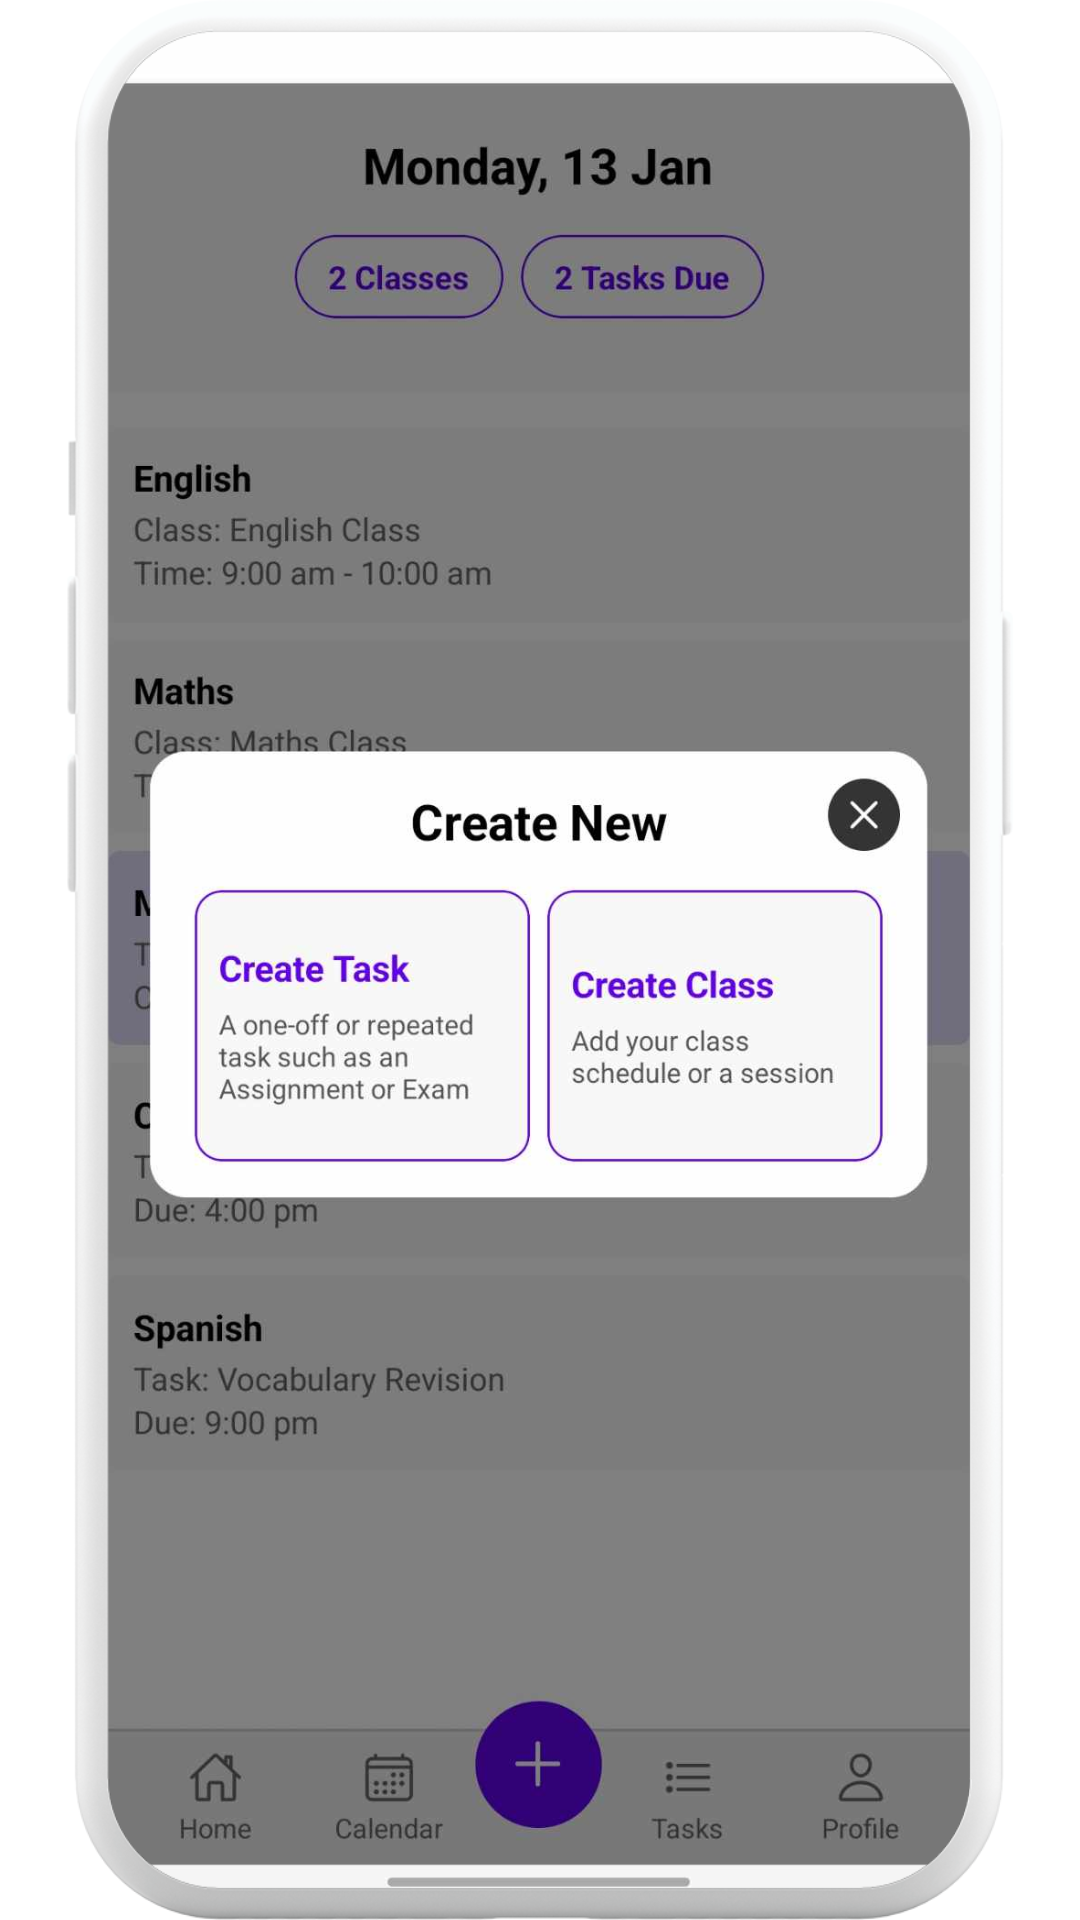 Monday, 13 Jan
2 Classes
2 Tasks Due
English
Class: English Class
Time: 9:00 am - 10:00 am
Maths
Class: Maths Class
Create New
Create Task
A one-off or repeated
task such as an
Assignment or Exam
Create Class
Add your class
schedule or a session
Due: 4:00 pm
Spanish
Task: Vocabulary Revision
Due: 9:00 pm
Home
Calendar
Tasks
Profile